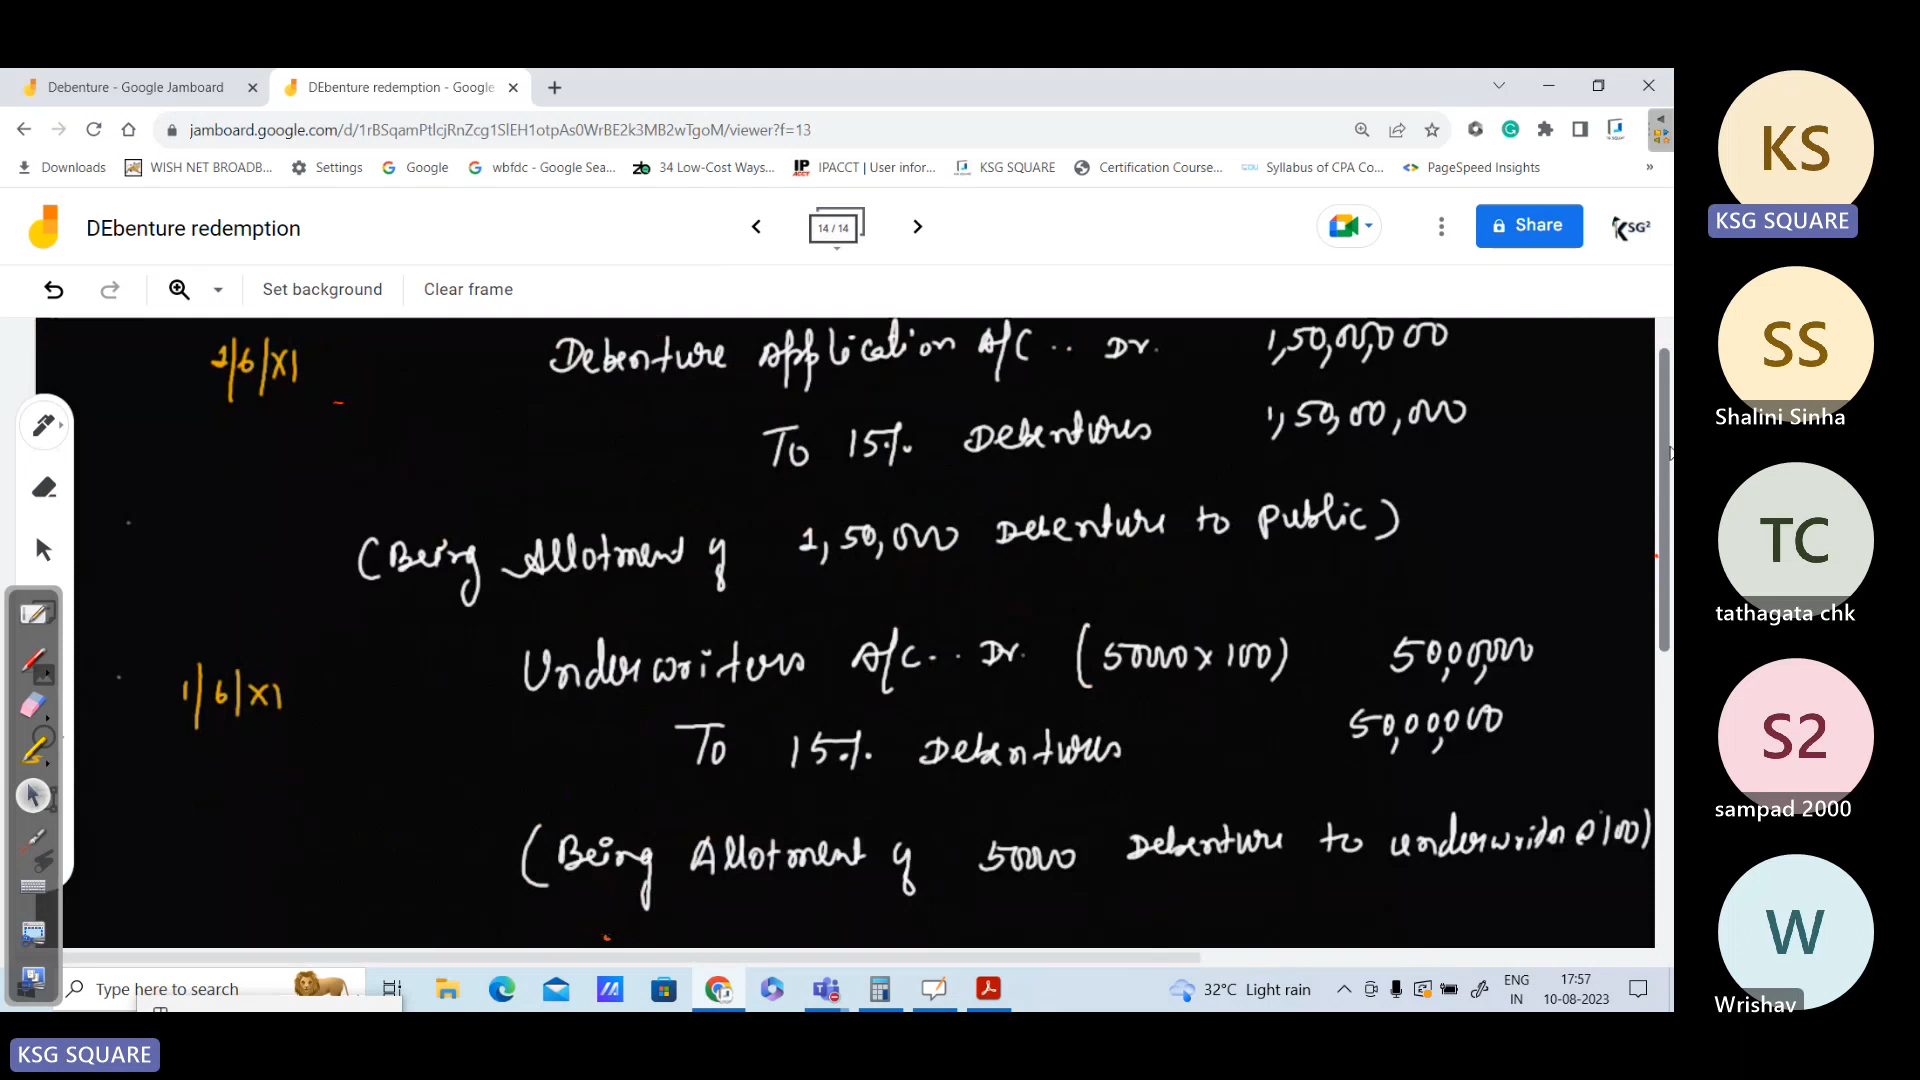 Debenture - Google Jamboard
DEbenture redemption - Google
jamboard.google.com/d/1rBSqamPtlcjRnZcg1SlEH1otpAs0WrBE2k3MB2wTgoM/viewer?f=13
Downloads WISH NET BROADB... Settings Google wbfdc - Google Sea... 34 Low-Cost Ways... IPACCT | User infor... KSG SQUARE Certification Course... Syllabus of CPA Co... PageSpeed Insights »
DEbenture redemption
14 / 14
Share
KSG²
Set background Clear frame
1/6/X1 Debenture Application A/C .. Dr. 1,50,00,000
To 15% Debentures 1,50,00,000
(Being Allotment of 1,50,000 Debenture to public)
1/6/X1 Underwriters A/C .. Dr. (50000 x 100) 50,00,000
To 15% Debentures 50,00,000
(Being Allotment of 50000 Debenture to underwriter @ 100)
Type here to search
32°C Light rain
ENG
IN
17:57
10-08-2023
KS
KSG SQUARE
SS
Shalini Sinha
TC
tathagata chk
S2
sampad 2000
W
Wrishav
KSG SQUARE